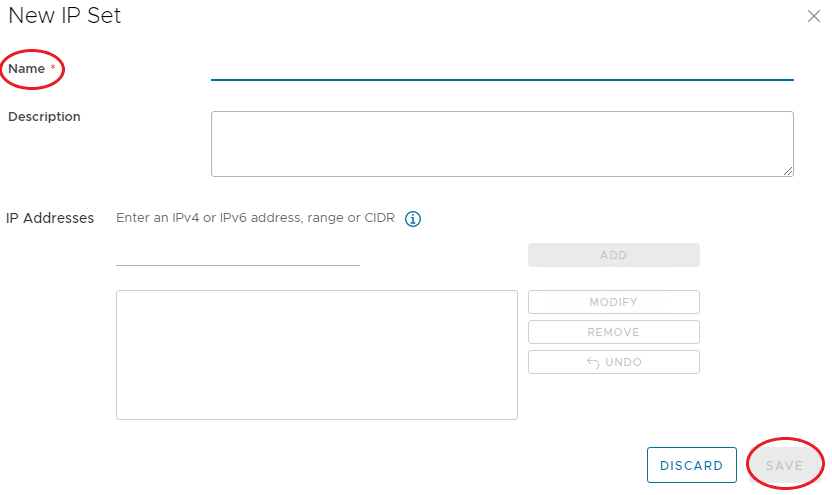 New IP Set
Name *
Description
IP Addresses Enter an IPv4 or IPv6 address, range or CIDR
ADD
MODIFY
REMOVE
UNDO
DISCARD SAVE